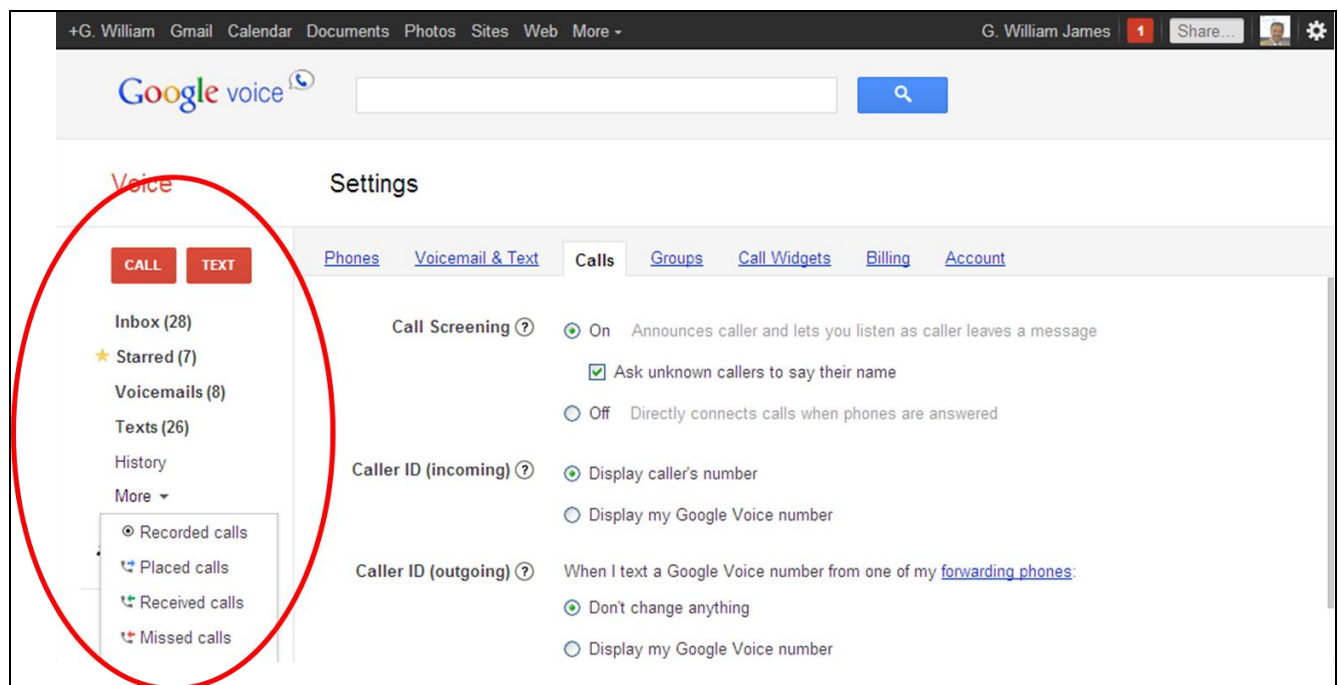 +G. William Gmail Calendar Documents Photos Sites Web More
G. William James 1 Share...
Google voice
Voice
Settings
CALL TEXT
Inbox (28)
Starred (7)
Voicemails (8)
Texts (26)
History
More
Recorded calls
Placed calls
Received calls
Missed calls
Phones Voicemail & Text Calls Groups Call Widgets Billing Account
Call Screening ? On Announces caller and lets you listen as caller leaves a message
Ask unknown callers to say their name
Off Directly connects calls when phones are answered
Caller ID (incoming) ? Display caller's number
Display my Google Voice number
Caller ID (outgoing) ? When I text a Google Voice number from one of my forwarding phones:
Don't change anything
Display my Google Voice number